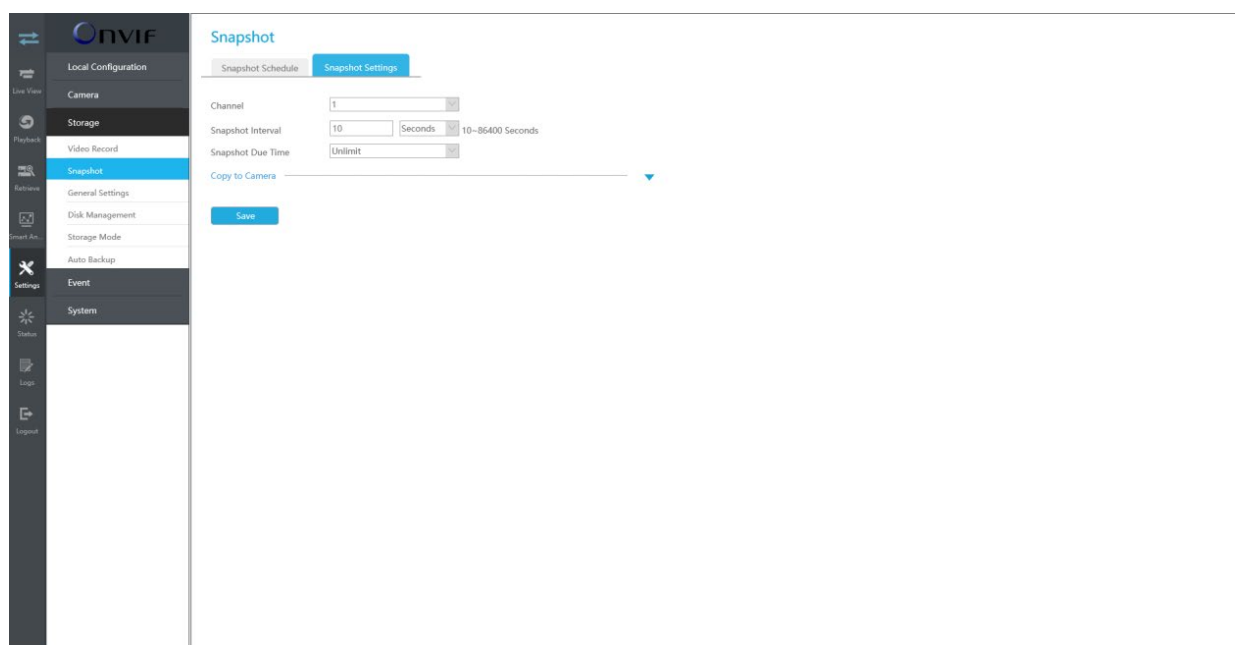 Onvif
Live View
Playback
Retrieve
Smart An...
Settings
Status
Logs
Logout
Local Configuration
Camera
Storage
Video Record
Snapshot
General Settings
Disk Management
Storage Mode
Auto Backup
Event
System
Snapshot
Snapshot Schedule Snapshot Settings
Channel 1
Snapshot Interval 10 Seconds 10~86400 Seconds
Snapshot Due Time Unlimit
Copy to Camera
Save